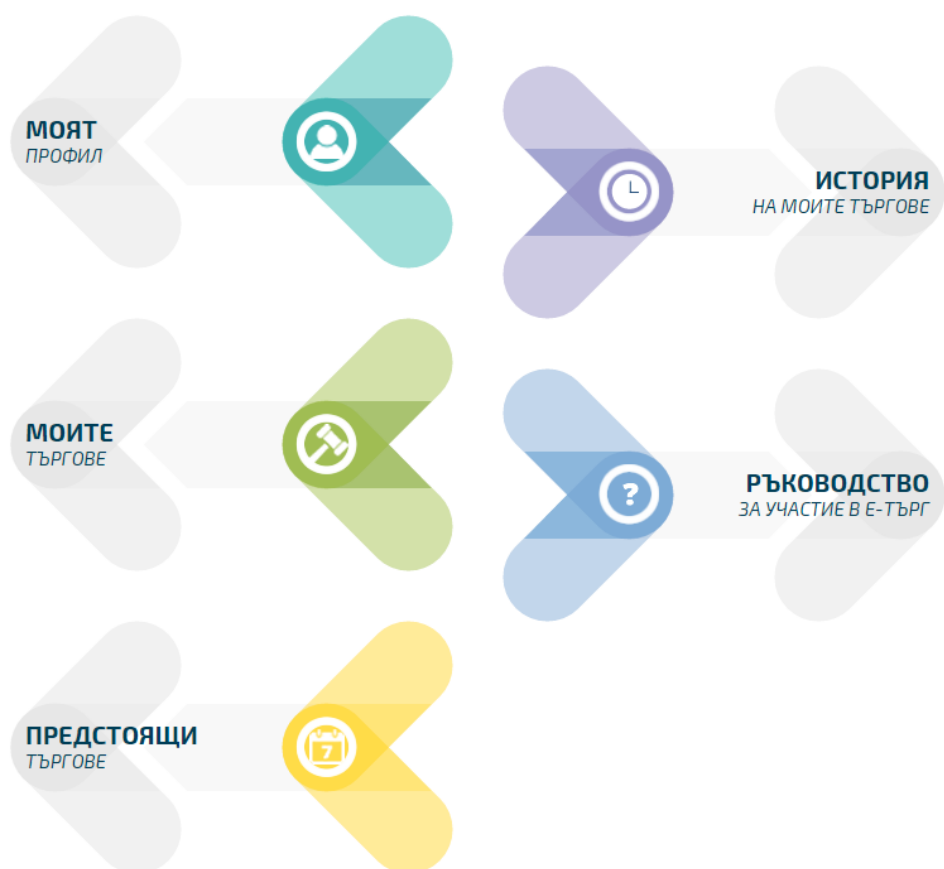 МОЯТ
ПРОФИЛ
ИСТОРИЯ
НА МОИТЕ ТЪРГОВЕ
МОИТЕ
ТЪРГОВЕ
?
РЪКОВОДСТВО
ЗА УЧАСТИЕ В Е-ТЪРГ
ПРЕДСТОЯЩИ
ТЪРГОВЕ
7